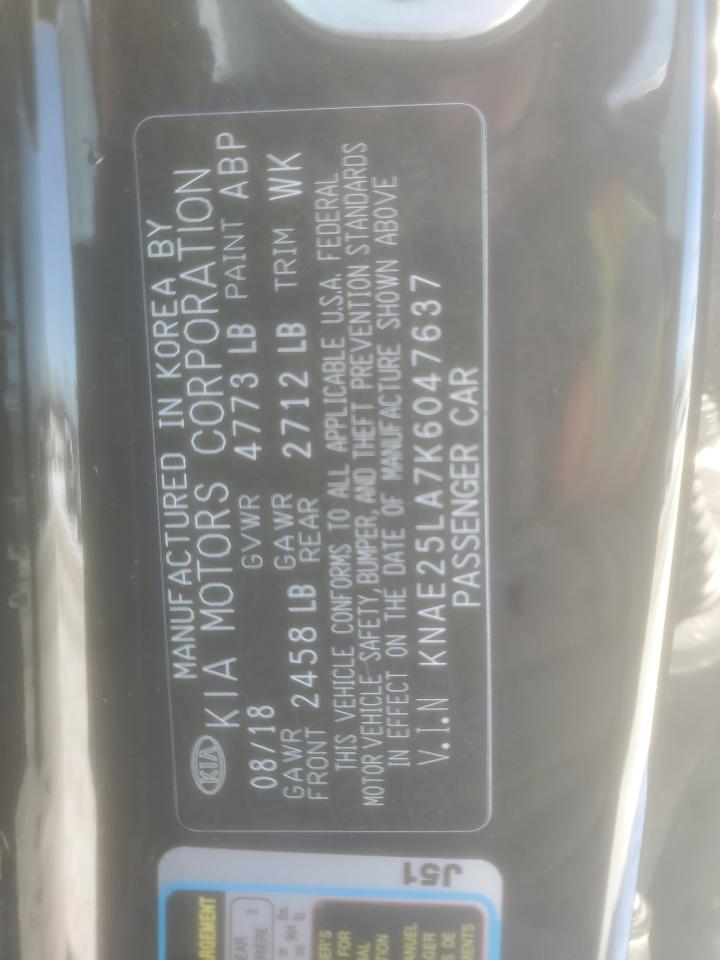 MANUFACTURED IN KOREA BY
KIA KIA MOTORS CORPORATION
08/18 GVWR 4773 LB PAINT ABP
GAWR FRONT 2458 LB GAWR REAR 2712 LB TRIM WK
THIS VEHICLE CONFORMS TO ALL APPLICABLE U.S.A. FEDERAL
MOTOR VEHICLE SAFETY, BUMPER, AND THEFT PREVENTION STANDARDS
IN EFFECT ON THE DATE OF MANUFACTURE SHOWN ABOVE
V.I.N KNAE25LA7K6047637
PASSENGER CAR
J51